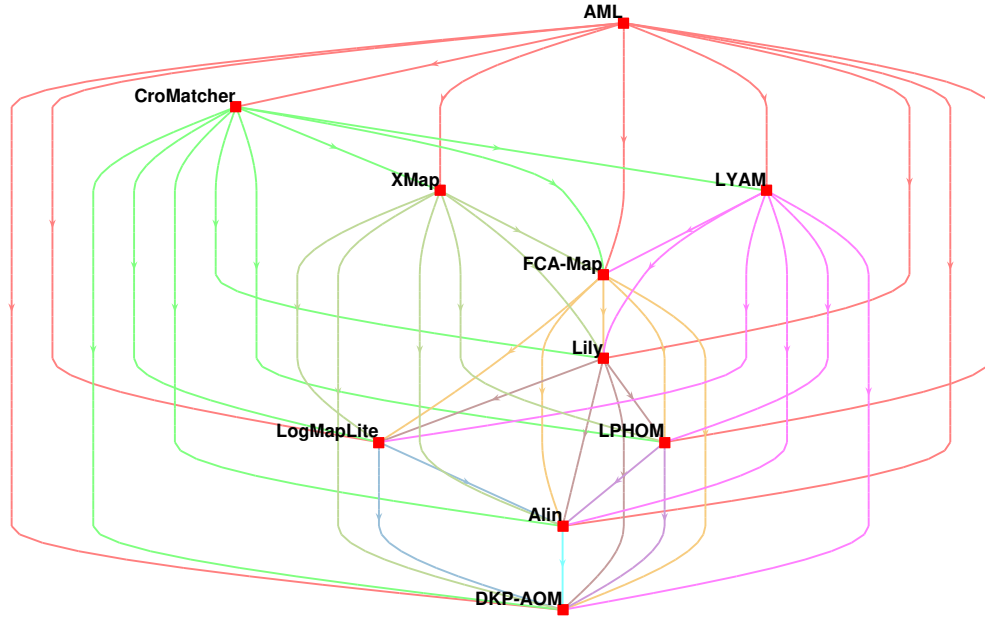 AML
CroMatcher
XMap
LYAM
FCA-Map
Lily
LogMapLite
LPHOM
Alin
DKP-AOM